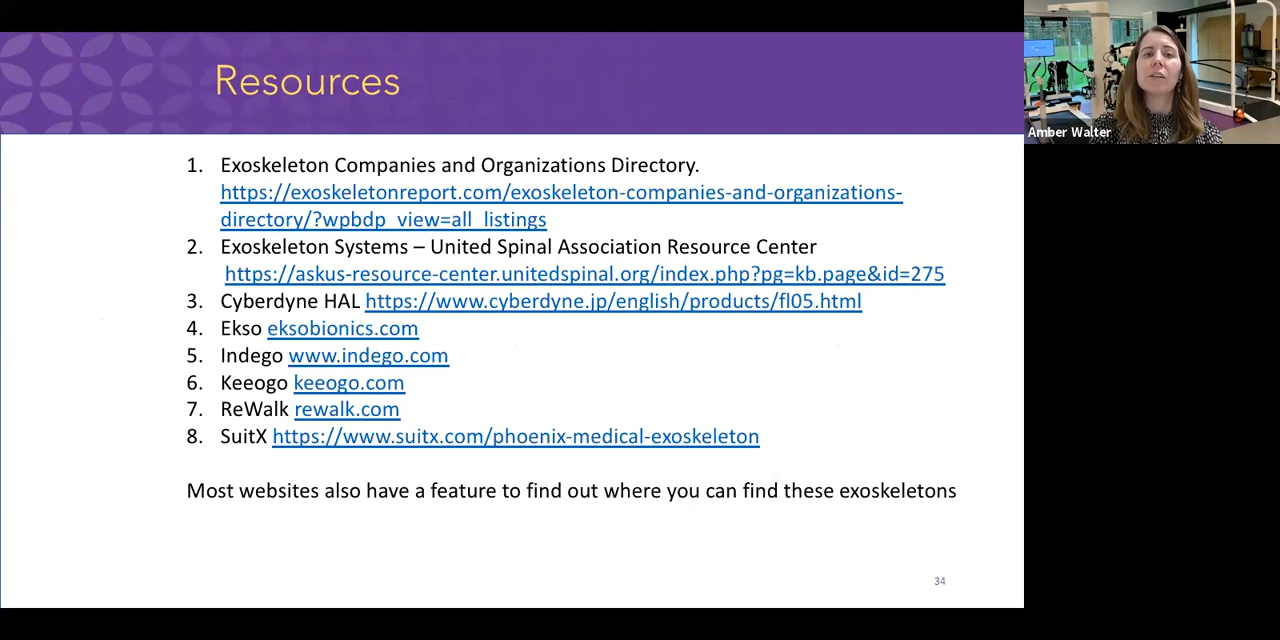 Resources
Amber Walter
1. Exoskeleton Companies and Organizations Directory.
https://exoskeletonreport.com/exoskeleton-companies-and-organizations-
directory/?wpbdp_view=all_listings
2. Exoskeleton Systems – United Spinal Association Resource Center
https://askus-resource-center.unitedspinal.org/index.php?pg=kb.page&id=275
3. Cyberdyne HAL https://www.cyberdyne.jp/english/products/fl05.html
4. Ekso eksobionics.com
5. Indego www.indego.com
6. Keeogo keeogo.com
7. ReWalk rewalk.com
8. SuitX https://www.suitx.com/phoenix-medical-exoskeleton
Most websites also have a feature to find out where you can find these exoskeletons
34